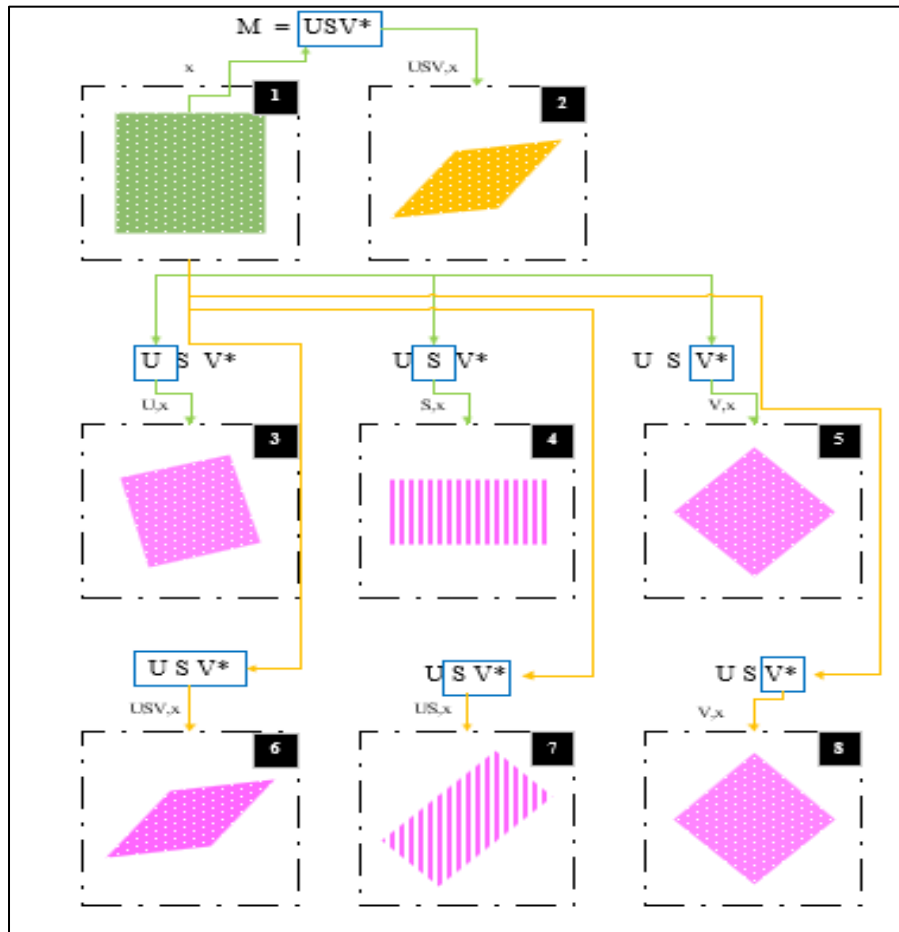 M = USV*
x
USV,x
1
2
U S V*
U S V*
U S V*
U,x
S,x
V,x
3
4
5
U S V*
U S V*
U S V*
USV,x
US,x
V,x
6
7
8